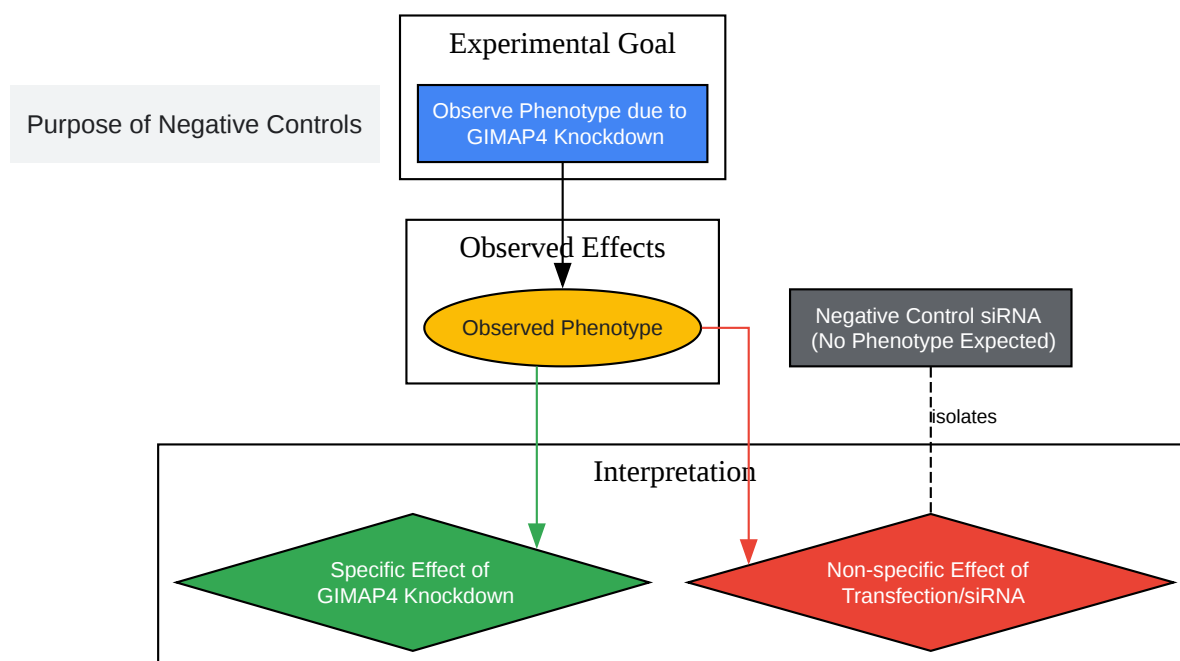 Experimental Goal
Purpose of Negative Controls
Observe Phenotype due to
GIMAP4 Knockdown
Observed Effects
Observed Phenotype
Negative Control siRNA
(No Phenotype Expected)
isolates
Interpretation
Specific Effect of
GIMAP4 Knockdown
Non-specific Effect of
Transfection/siRNA